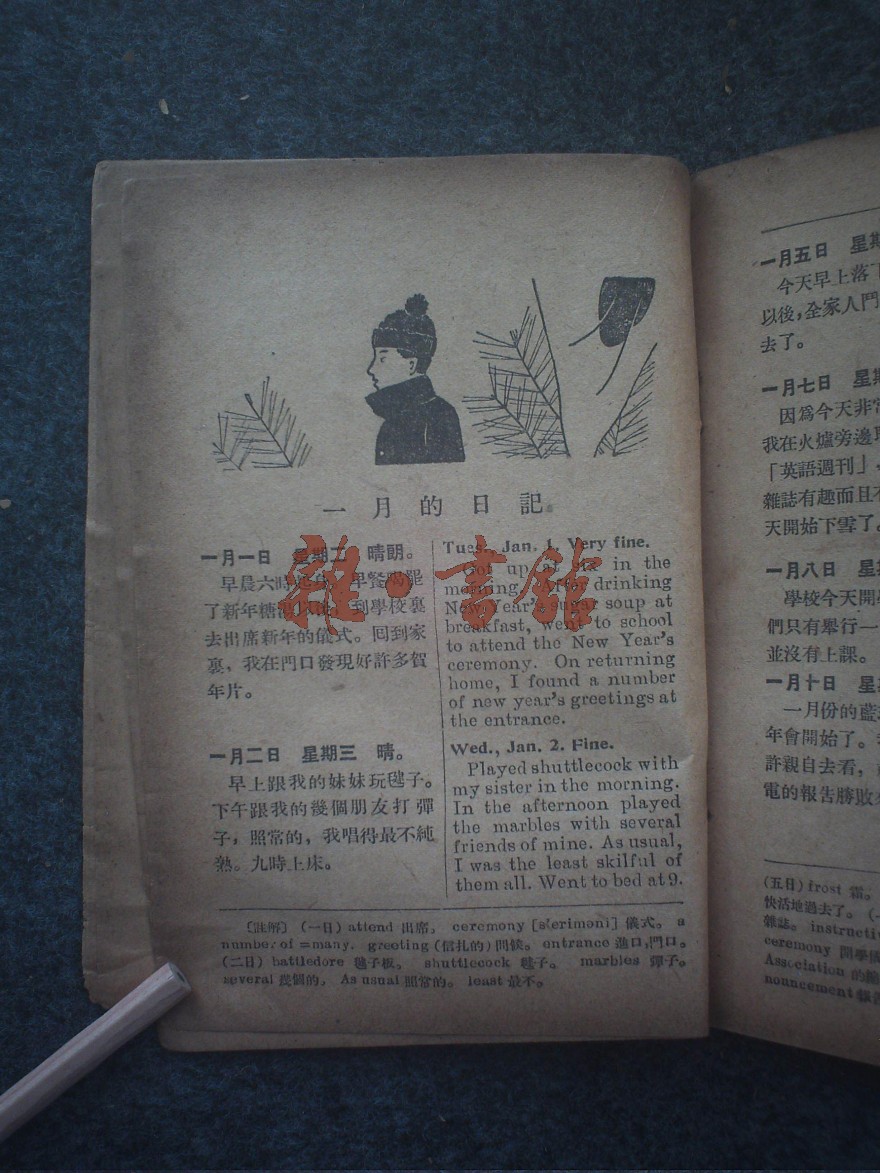 一月的日記
一月一日 星期二 晴朗。
早晨六時起身。早餐喝罷
了新年糖湯以後，到學校裏
去出席新年的儀式。回到家
裏，我在門口發現好許多賀
年片。
Tues., Jan. 1. Very fine.
Got up at six in the
morning. After drinking
New Year's sugar soup at
breakfast, went to school
to attend the New Year's
ceremony. On returning
home, I found a number
of new year's greetings at
the entrance.
一月二日 星期三 晴。
早上跟我的妹妹玩毽子。
下午跟我的幾個朋友打彈
子，照常的，我唱得最不純
熟。九時上床。
Wed., Jan. 2. Fine.
Played shuttlecock with
my sister in the morning.
In the afternoon played
the marbles with several
friends of mine. As usual,
I was the least skilful of
them all. Went to bed at 9.
〔註解〕 (一日) attend 出席。 ceremony [sˈeriməni] 儀式。 a
number of =many. greeting (信札的) 問候。 entrance 進口,門口。
(二日) battledore 毽子板。 shuttlecock 毽子。 marbles 彈子。
several 幾個的， As usual 照常的。 least 最不。
一月五日 星期
今天早上落下
以後，全家人門
去了。
一月七日 星期
因爲今天非常
我在火爐旁邊
「英語週刊」
雜誌有趣而且不
天開始下雪了。
一月八日 星
學校今天開學
們只有舉行一
並沒有上課。
一月十日 星
一月份的藍
年會開始了。
許親自去看，
電的報告勝敗
(五日) frost 霜。
快活地過去了。
雜誌。 instructi
ceremony 開學
Association 的
nouncement 報
雜·書館